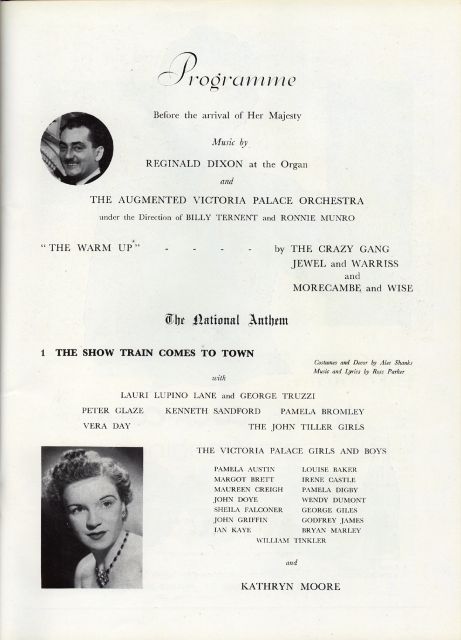 Programme
Before the arrival of Her Majesty
Music by
REGINALD DIXON at the Organ
and
THE AUGMENTED VICTORIA PALACE ORCHESTRA
under the Direction of BILLY TERNENT and RONNIE MUNRO
"THE WARM UP" - - - - by THE CRAZY GANG
JEWEL and WARRISS
and
MORECAMBE and WISE
The National Anthem
1 THE SHOW TRAIN COMES TO TOWN
Costumes and Decor by Alec Shanks
Music and Lyrics by Ross Parker
with
LAURI LUPINO LANE and GEORGE TRUZZI
PETER GLAZE KENNETH SANDFORD PAMELA BROMLEY
VERA DAY THE JOHN TILLER GIRLS
THE VICTORIA PALACE GIRLS AND BOYS
PAMELA AUSTIN LOUISE BAKER
MARGOT BRETT IRENE CASTLE
MAUREEN CREIGH PAMELA DIGBY
JOHN DOYE WENDY DUMONT
SHEILA FALCONER GEORGE GILES
JOHN GRIFFIN GODFREY JAMES
IAN KAYE BRYAN MARLEY
WILLIAM TINKLER
and
KATHRYN MOORE